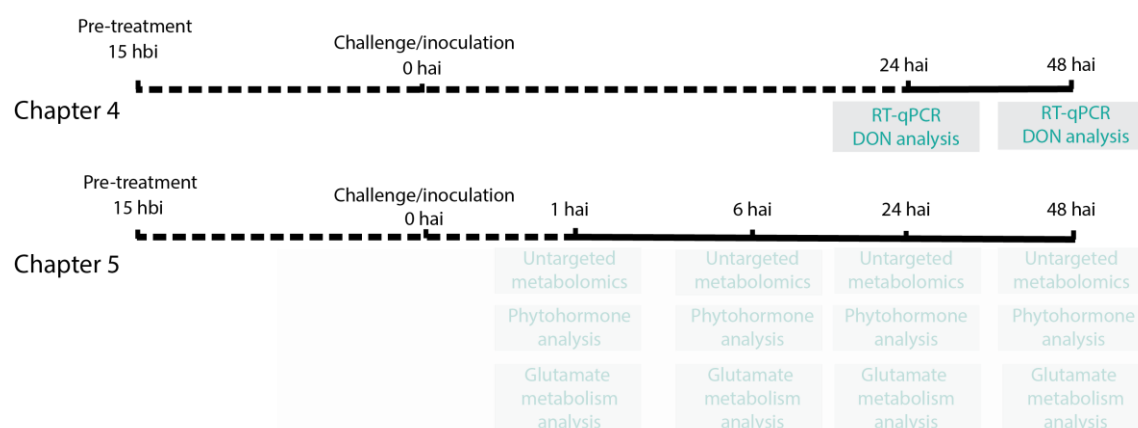 Pre-treatment
15 hbi
Challenge/inoculation
0 hai
24 hai
48 hai
Chapter 4
RT-qPCR
DON analysis
RT-qPCR
DON analysis
Pre-treatment
15 hbi
Challenge/inoculation
0 hai
1 hai
6 hai
24 hai
48 hai
Chapter 5
Untargeted
metabolomics
Untargeted
metabolomics
Untargeted
metabolomics
Untargeted
metabolomics
Phytohormone
analysis
Phytohormone
analysis
Phytohormone
analysis
Phytohormone
analysis
Glutamate
metabolism
analysis
Glutamate
metabolism
analysis
Glutamate
metabolism
analysis
Glutamate
metabolism
analysis